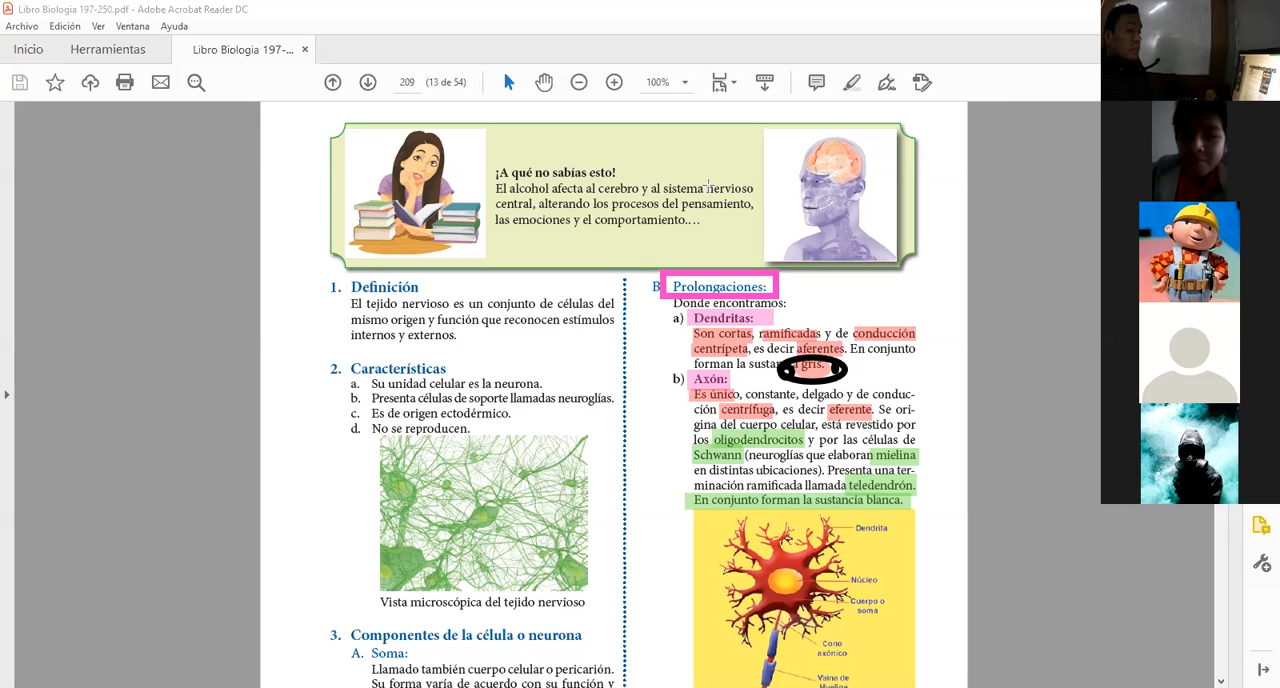 Libro Biologia 197-250.pdf - Adobe Acrobat Reader DC
Archivo Edición Ver Ventana Ayuda
Inicio Herramientas Libro Biologia 197-... ×
209 (13 de 54) 100%
¡A qué no sabías esto!
El alcohol afecta al cerebro y al sistema nervioso
central, alterando los procesos del pensamiento,
las emociones y el comportamiento.…
1. Definición
El tejido nervioso es un conjunto de células del
mismo origen y función que reconocen estímulos
internos y externos.
2. Características
a. Su unidad celular es la neurona.
b. Presenta células de soporte llamadas neuroglías.
c. Es de origen ectodérmico.
d. No se reproducen.
Vista microscópica del tejido nervioso
3. Componentes de la célula o neurona
A. Soma:
Llamado también cuerpo celular o pericarión.
Su forma varía de acuerdo con su función y
B Prolongaciones:
Donde encontramos:
a) Dendritas:
Son cortas, ramificadas y de conducción
centrípeta, es decir aferentes. En conjunto
forman la sustancia gris.
b) Axón:
Es único, constante, delgado y de conduc-
ción centrífuga, es decir eferente. Se ori-
gina del cuerpo celular, está revestido por
los oligodendrocitos y por las células de
Schwann (neuroglías que elaboran mielina
en distintas ubicaciones). Presenta una ter-
minación ramificada llamada teledendrón.
En conjunto forman la sustancia blanca.
Dendrita
Núcleo
Cuerpo o
soma
Cono
axónico
Vaina de
Mielina